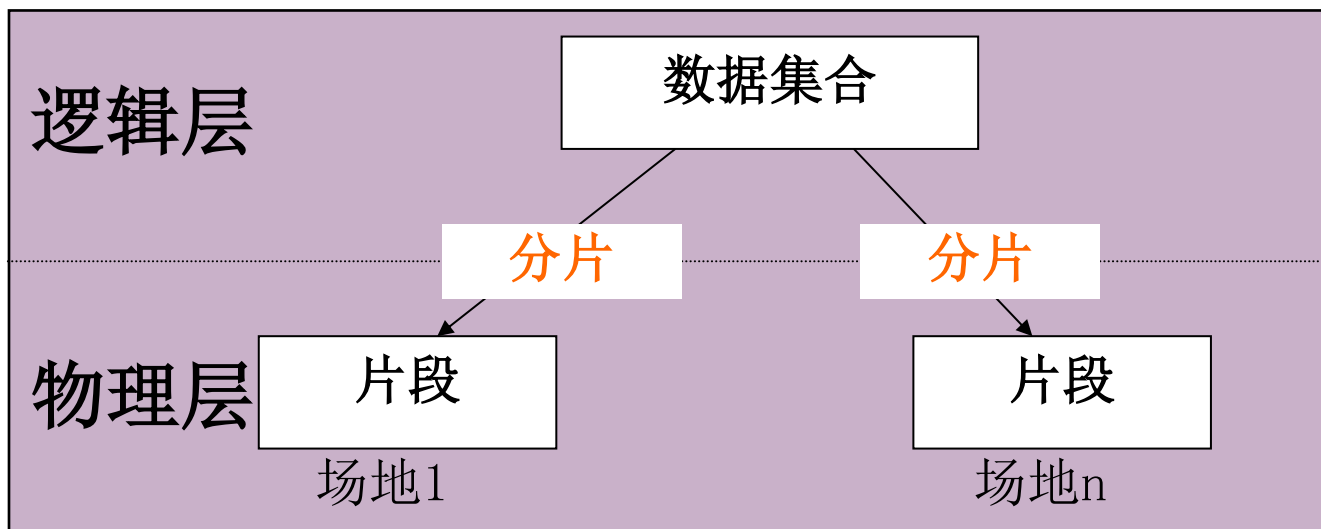 数据集合
逻辑层
分片 分片
物理层
片段 片段
场地1 场地n